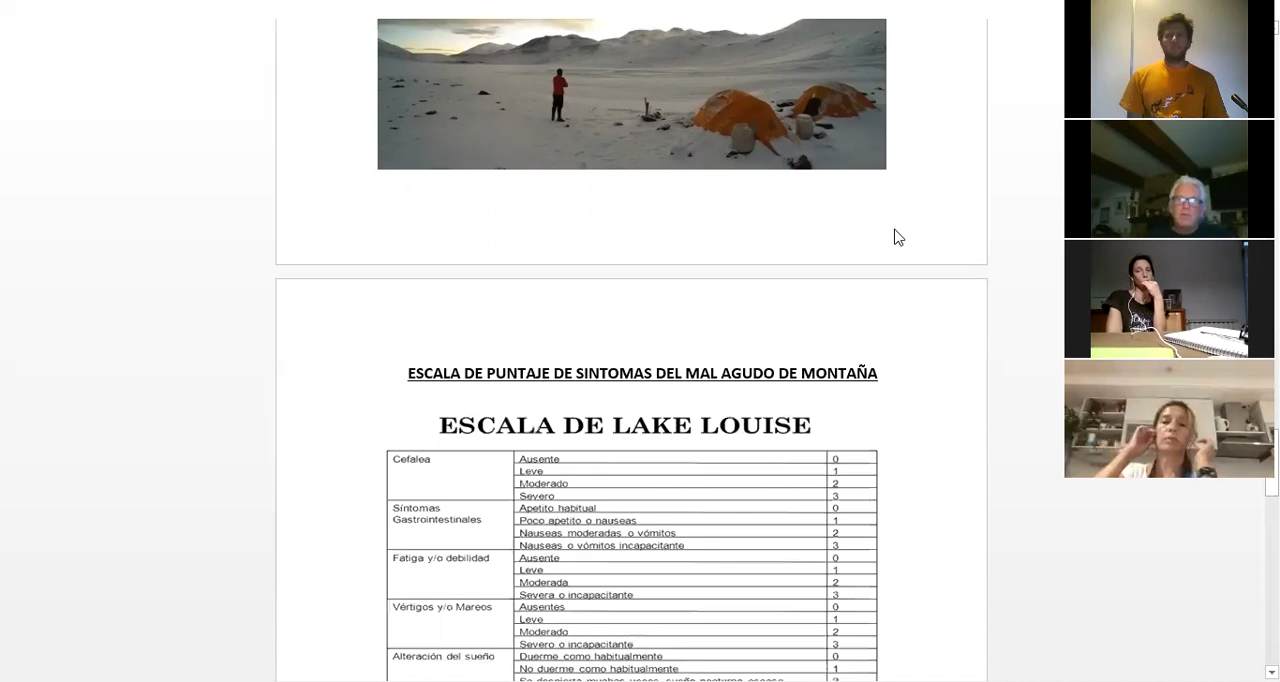 ESCALA DE PUNTAJE DE SINTOMAS DEL MAL AGUDO DE MONTAÑA
ESCALA DE LAKE LOUISE
Cefalea Ausente 0
Leve 1
Moderado 2
Severo 3
Síntomas Gastrointestinales Apetito habitual 0
Poco apetito o nauseas 1
Nauseas moderadas o vómitos 2
Nauseas o vómitos incapacitante 3
Fatiga y/o debilidad Ausente 0
Leve 1
Moderada 2
Severa o incapacitante 3
Vértigos y/o Mareos Ausentes 0
Leve 1
Moderado 2
Severo o incapacitante 3
Alteración del sueño Duerme como habitualmente 0
No duerme como habitualmente 1